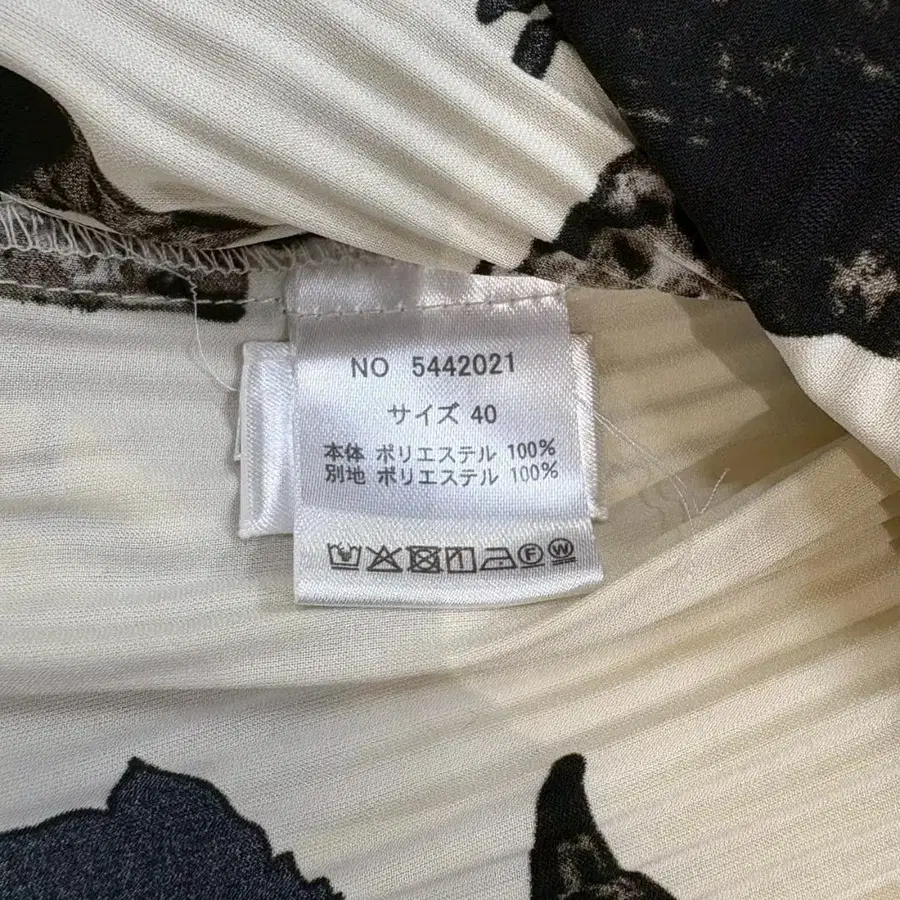 NO 5442021
サイズ 40
本体 ポリエステル 100%
別地 ポリエステル 100%
F W